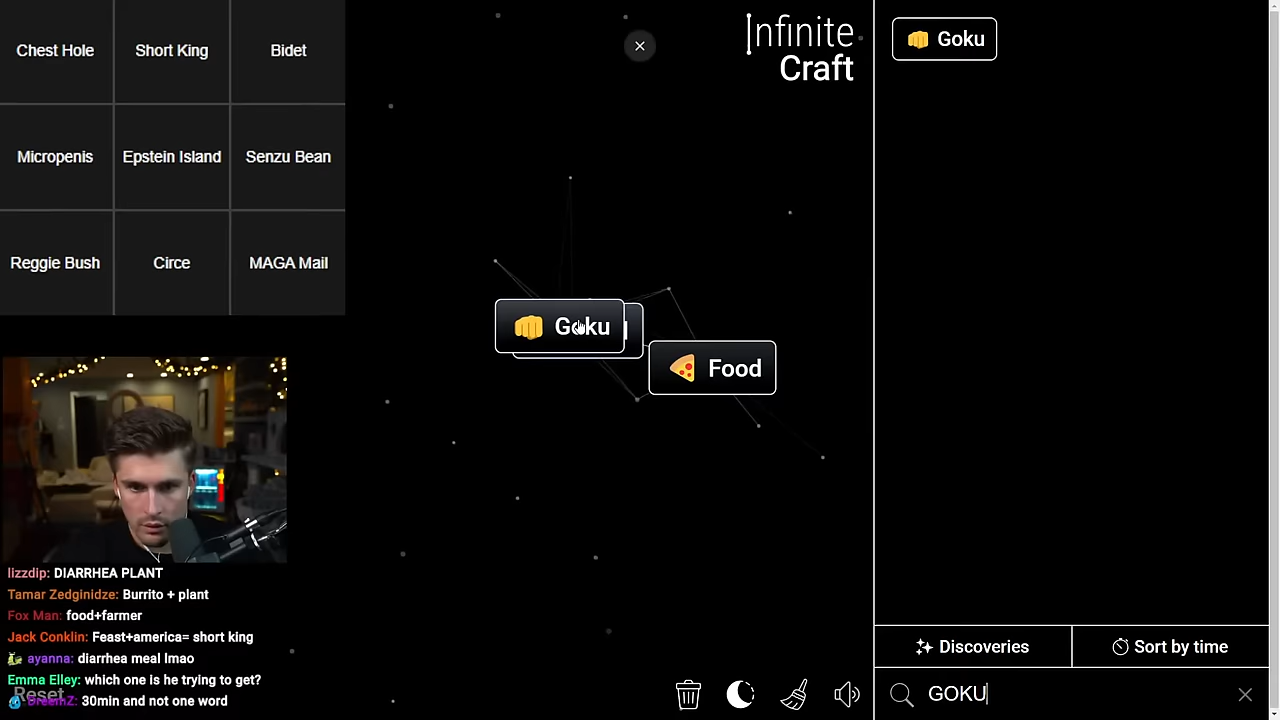 Chest Hole
Short King
Bidet
Micropenis
Epstein Island
Senzu Bean
Reggie Bush
Circe
MAGA Mail
Infinite
Craft
Goku
Goku
Food
lizzdip: DIARRHEA PLANT
Tamar Zedginidze: Burrito + plant
Fox Man: food+farmer
Jack Conklin: Feast+america= short king
ayanna: diarrhea meal lmao
Emma Elley: which one is he trying to get?
DreemZ: 30min and not one word
Reset
Discoveries
Sort by time
GOKU